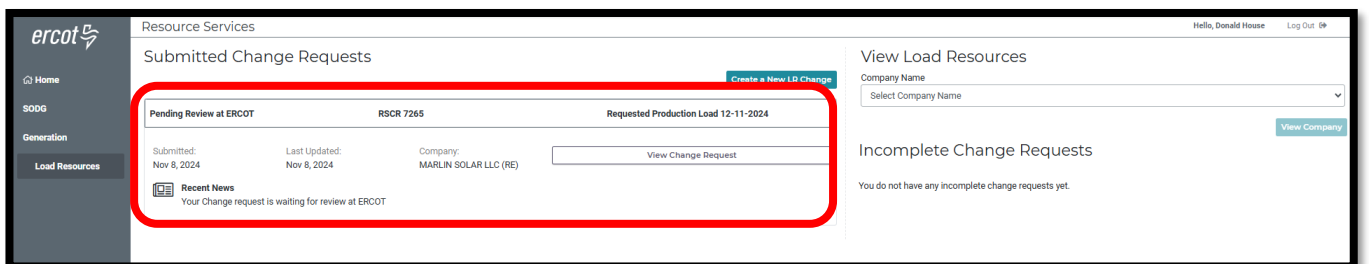 ercot
Home
SODG
Generation
Load Resources
Resource Services
Hello, Donald House Log Out
Submitted Change Requests
Create a New LR Change
Pending Review at ERCOT RSCR 7265 Requested Production Load 12-11-2024
Submitted: Last Updated: Company:
Nov 8, 2024 Nov 8, 2024 MARLIN SOLAR LLC (RE)
View Change Request
Recent News
Your Change request is waiting for review at ERCOT
View Load Resources
Company Name
Select Company Name
View Company
Incomplete Change Requests
You do not have any incomplete change requests yet.